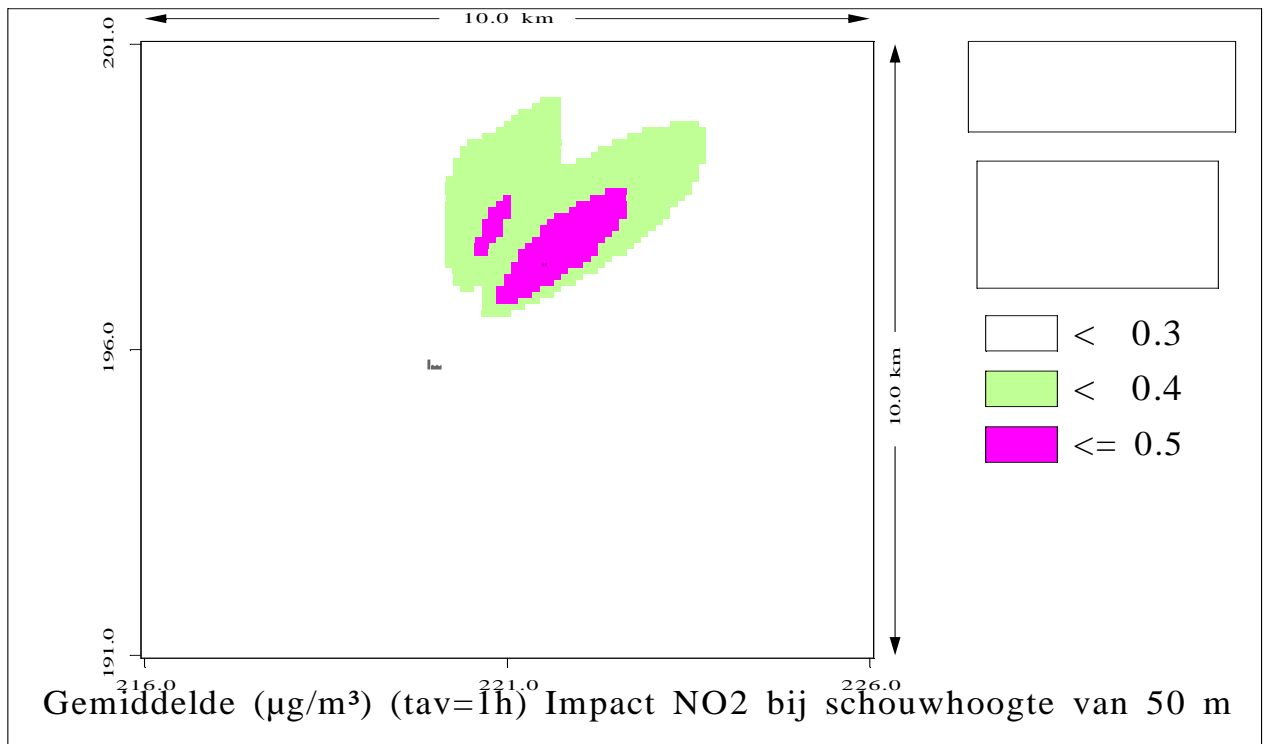 10.0 km
201.0
196.0
191.0
10.0 km
< 0.3
< 0.4
<= 0.5
216.0 221.0 226.0
Gemiddelde (µg/m³) (tav=1h) Impact NO2 bij schouwhoogte van 50 m